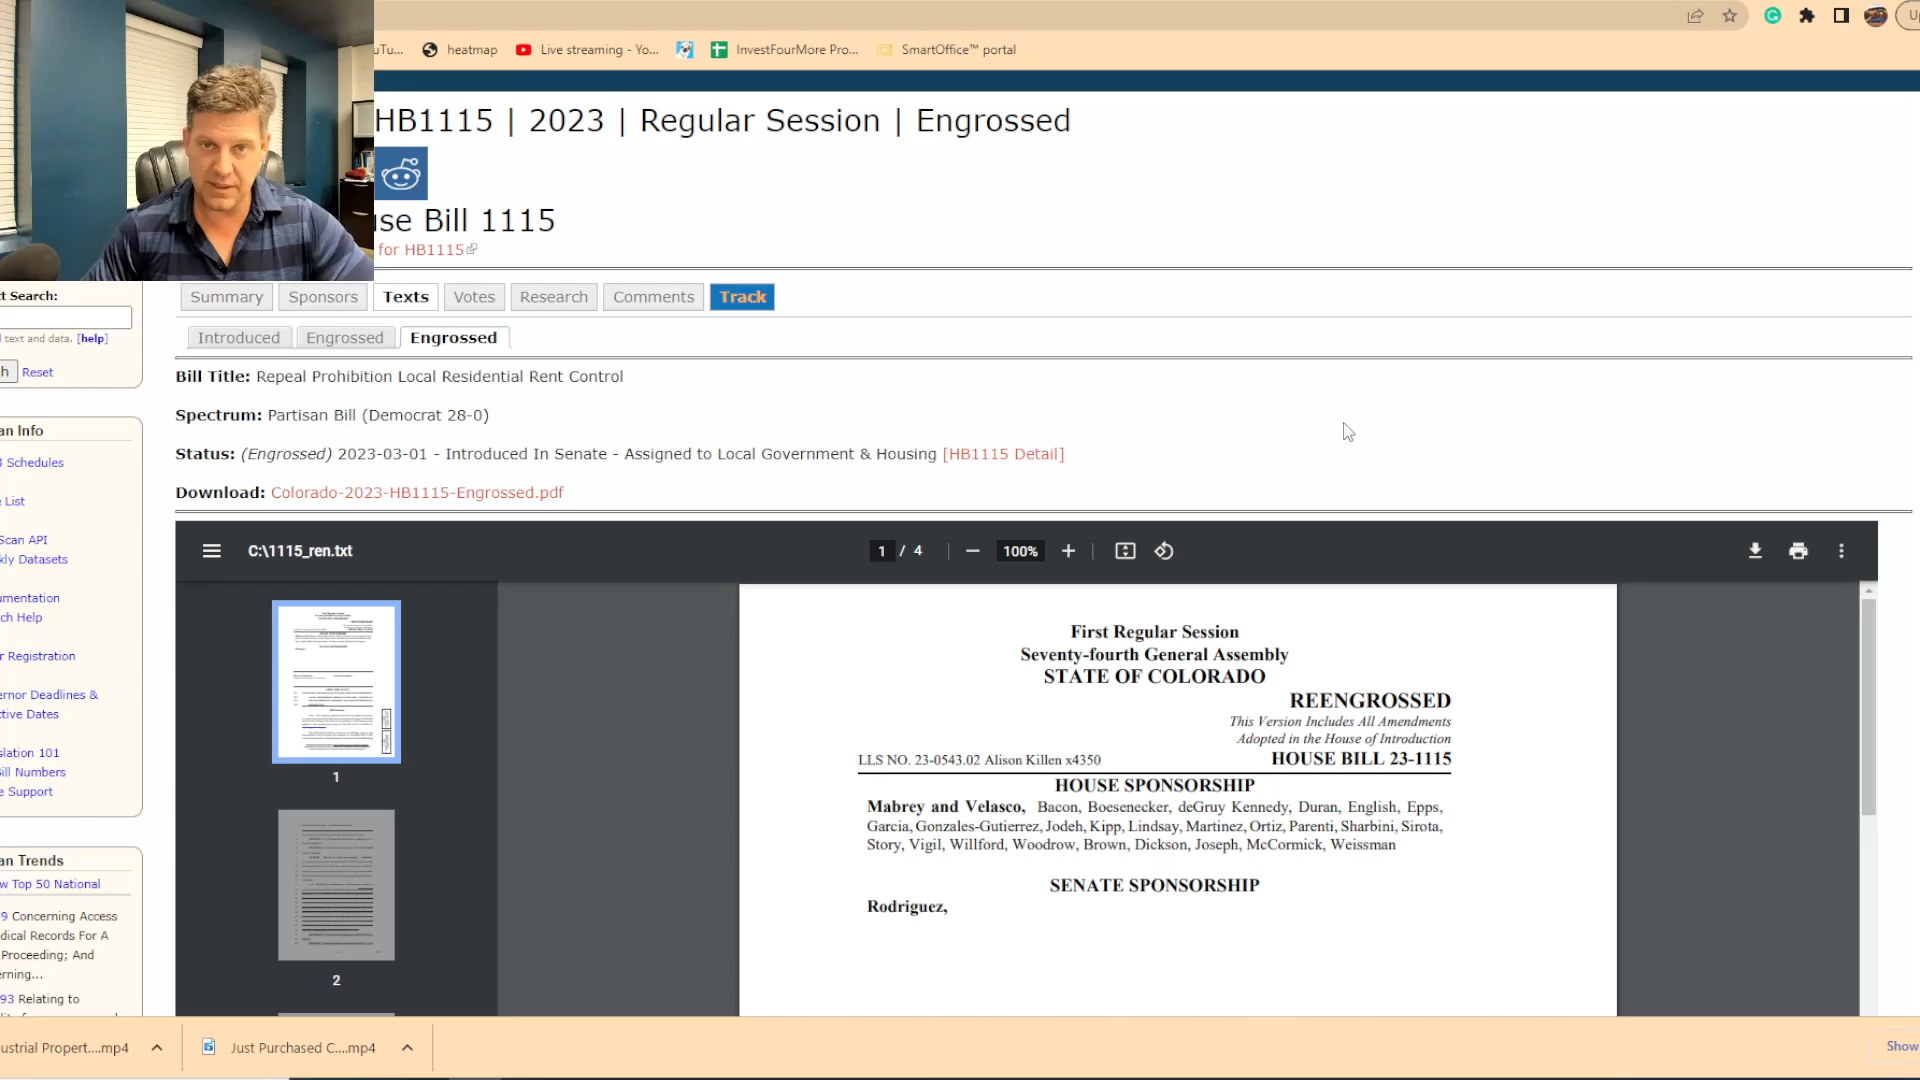 uTu...
heatmap
Live streaming - Yo...
InvestFourMore Pro...
SmartOffice™ portal
HB1115 | 2023 | Regular Session | Engrossed
se Bill 1115
for HB1115
t Search:
text and data. [help]
h Reset
Summary
Sponsors
Texts
Votes
Research
Comments
Track
Introduced
Engrossed
Engrossed
Bill Title: Repeal Prohibition Local Residential Rent Control
Spectrum: Partisan Bill (Democrat 28-0)
Status: (Engrossed) 2023-03-01 - Introduced In Senate - Assigned to Local Government & Housing [HB1115 Detail]
Download: Colorado-2023-HB1115-Engrossed.pdf
an Info
Schedules
List
Scan API
kly Datasets
umentation
rch Help
r Registration
ernor Deadlines &
ctive Dates
slation 101
Bill Numbers
e Support
an Trends
w Top 50 National
9 Concerning Access
dical Records For A
Proceeding; And
erning...
93 Relating to
C:\1115_ren.txt
1 / 4
100%
1
2
First Regular Session
Seventy-fourth General Assembly
STATE OF COLORADO
REENGROSSED
This Version Includes All Amendments
Adopted in the House of Introduction
LLS NO. 23-0543.02 Alison Killen x4350
HOUSE BILL 23-1115
HOUSE SPONSORSHIP
Mabrey and Velasco, Bacon, Boesenecker, deGruy Kennedy, Duran, English, Epps,
Garcia, Gonzales-Gutierrez, Jodeh, Kipp, Lindsay, Martinez, Ortiz, Parenti, Sharbini, Sirota,
Story, Vigil, Willford, Woodrow, Brown, Dickson, Joseph, McCormick, Weissman
SENATE SPONSORSHIP
Rodriguez,
ustrial Propert....mp4
Just Purchased C....mp4
Show